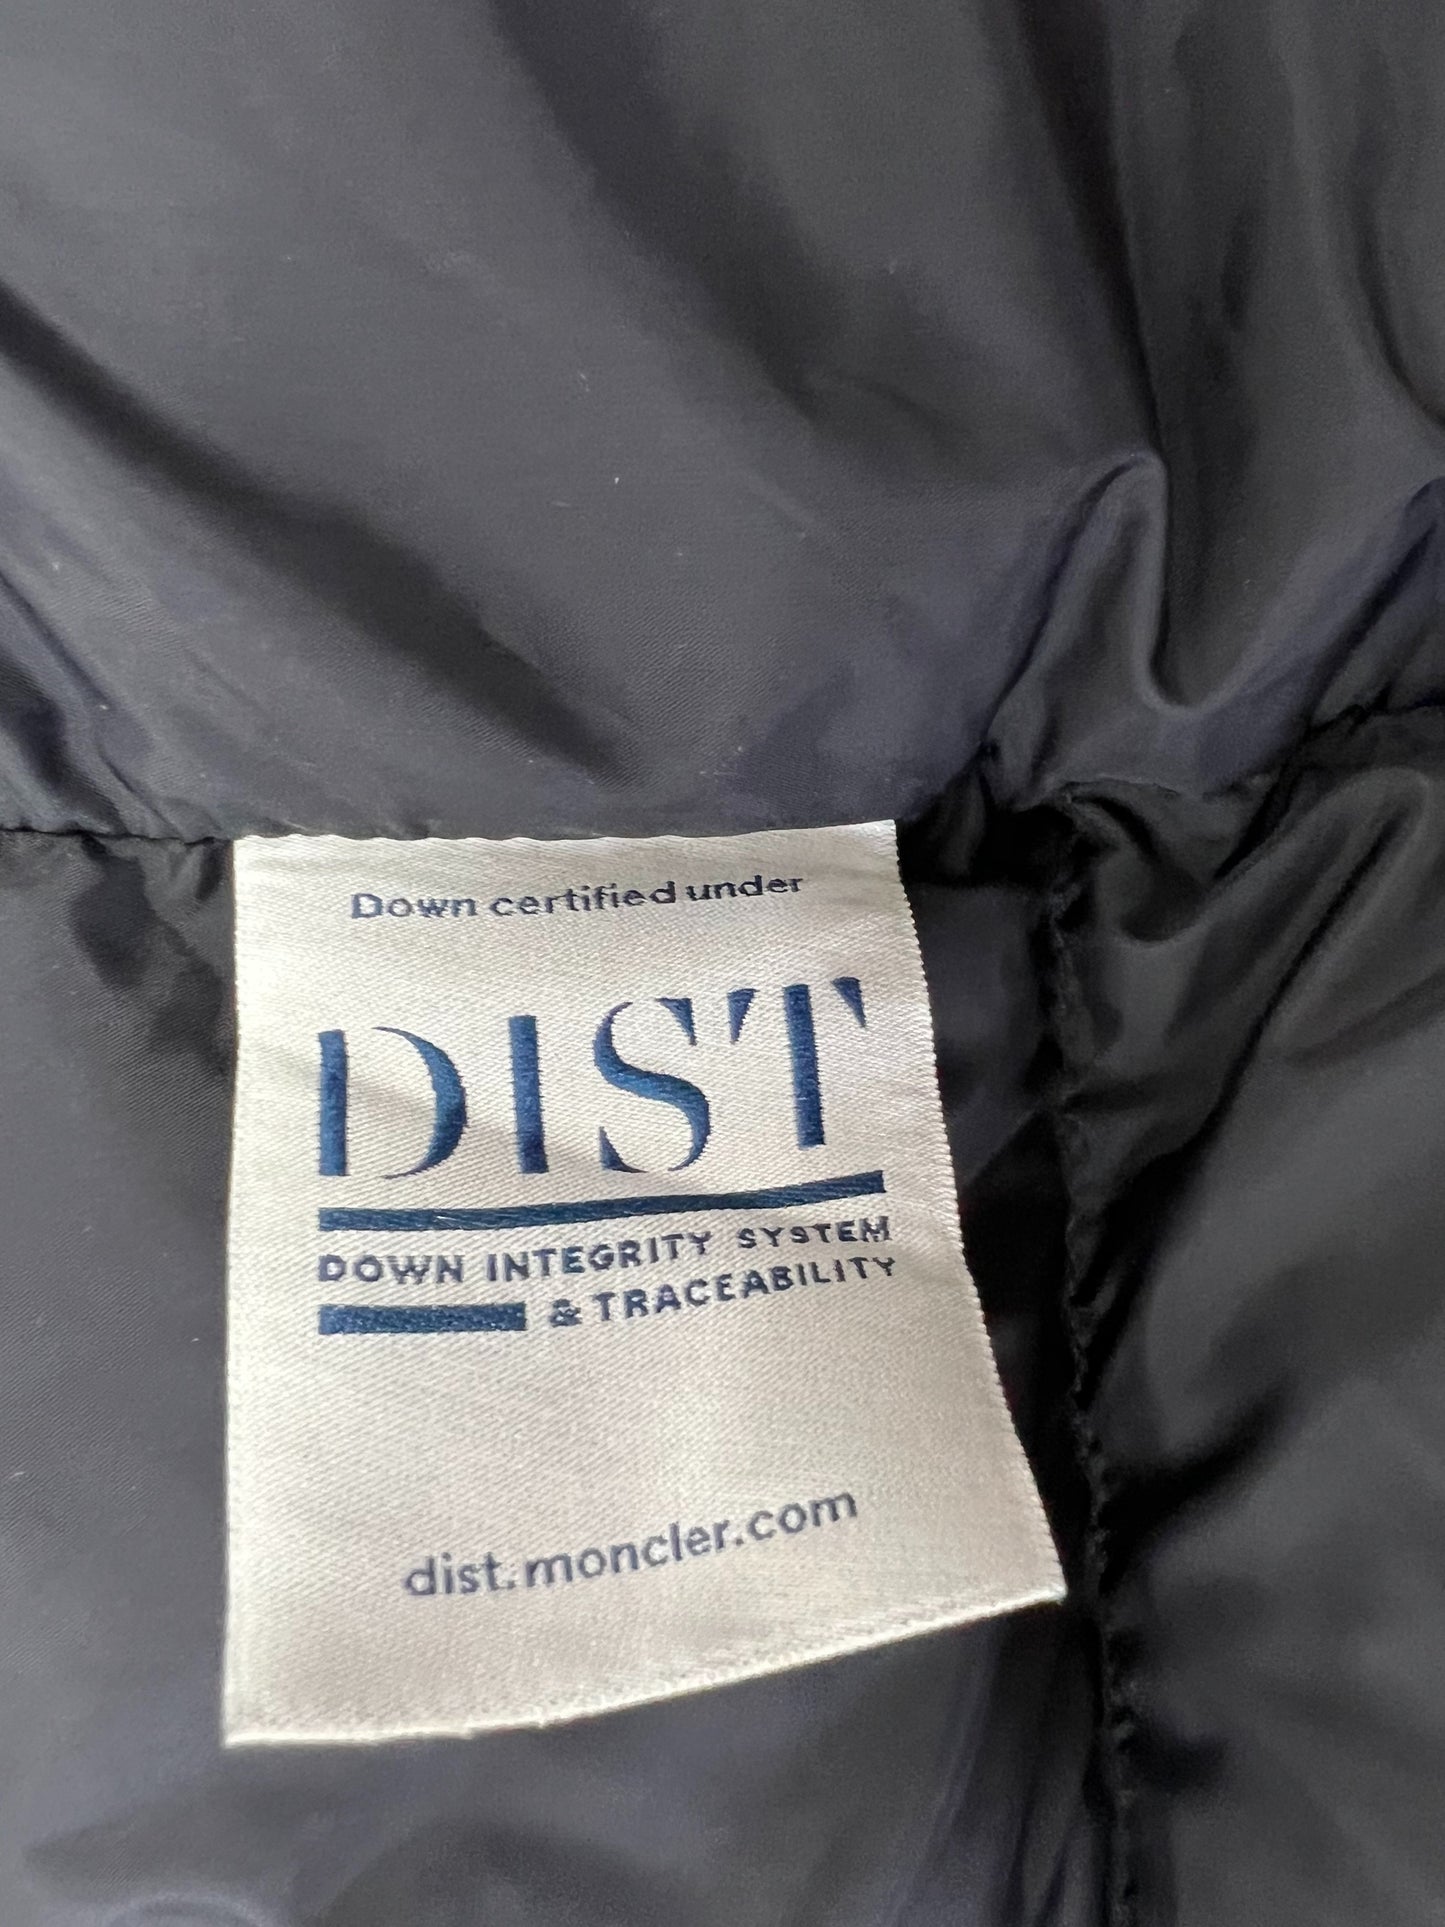 Down certified under
DIST
DOWN INTEGRITY SYSTEM
& TRACEABILITY
dist.moncler.com